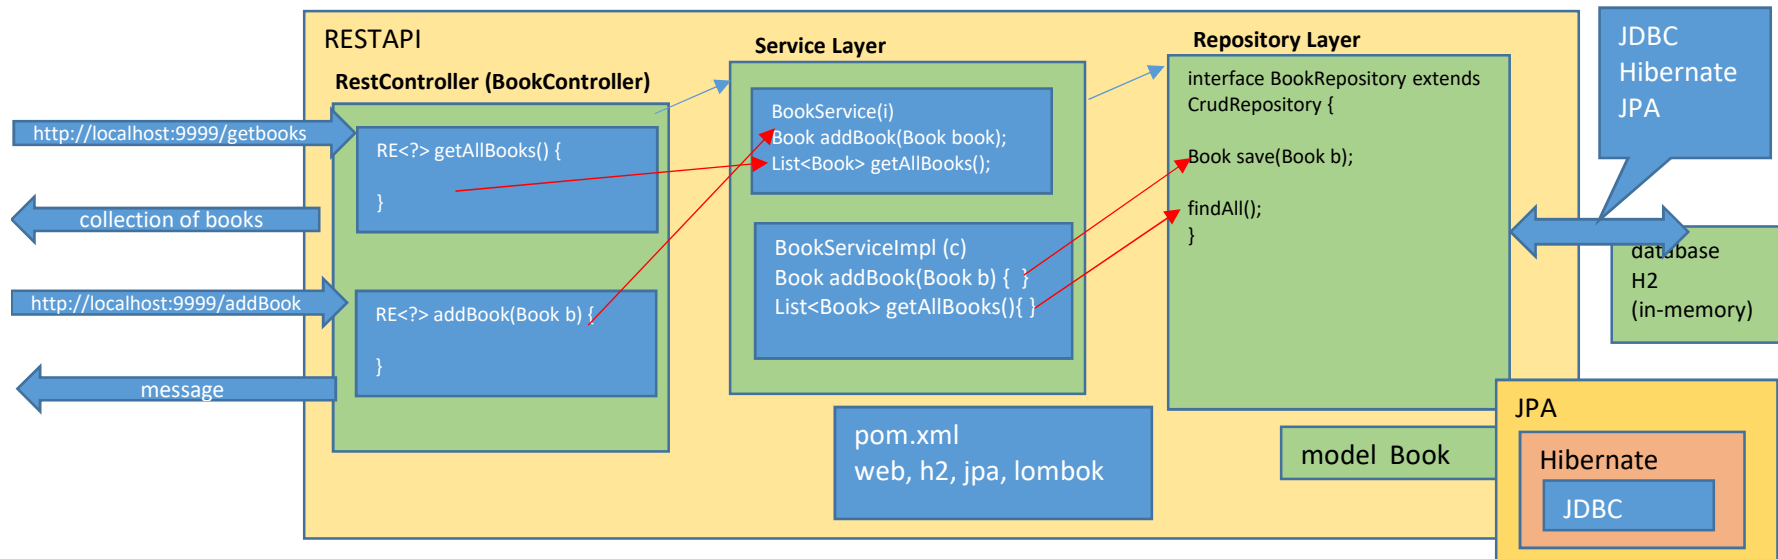 RESTAPI
RestController (BookController)
http://localhost:9999/getbooks
RE<?> getAllBooks() {
}
collection of books
http://localhost:9999/addBook
RE<?> addBook(Book b) {
}
message
Service Layer
BookService(i)
Book addBook(Book book);
List<Book> getAllBooks();
BookServiceImpl (c)
Book addBook(Book b) {  }
List<Book> getAllBooks(){ }
pom.xml
web, h2, jpa, lombok
Repository Layer
interface BookRepository extends
CrudRepository {
Book save(Book b);
findAll();
}
model  Book
JDBC
Hibernate
JPA
database
H2
(in-memory)
JPA
Hibernate
JDBC